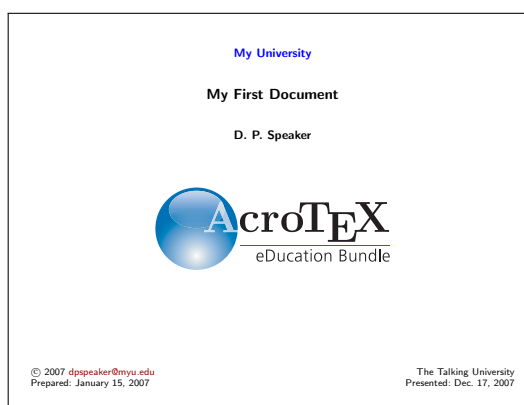 My University
My First Document
D. P. Speaker
AcroTEX
eDucation Bundle
© 2007 dpspeaker@myu.edu
Prepared: January 15, 2007
The Talking University
Presented: Dec. 17, 2007